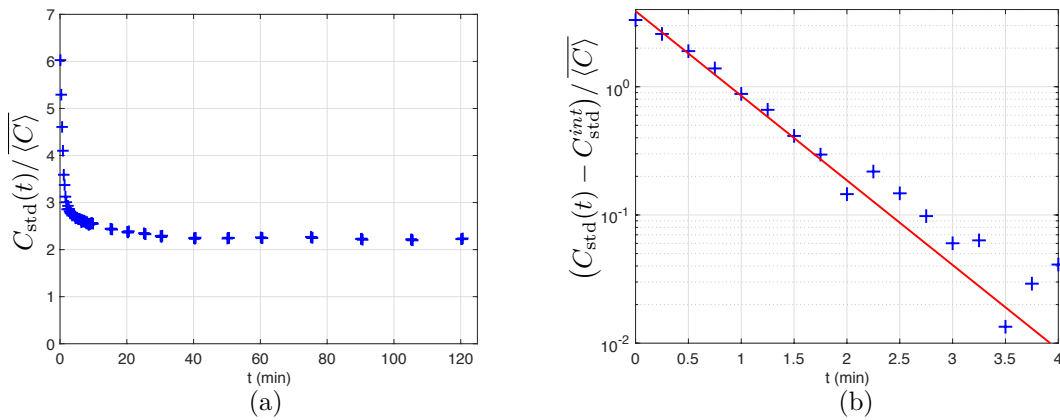 7
6
5
4
3
2
1
0
0 20 40 60 80 100 120
t (min)
C_std(t)/ ⟨C⟩
(a)
10^0
10^-1
10^-2
0 0.5 1 1.5 2 2.5 3 3.5 4
t (min)
(C_std(t) − C_std^int)/ ⟨C⟩
(b)